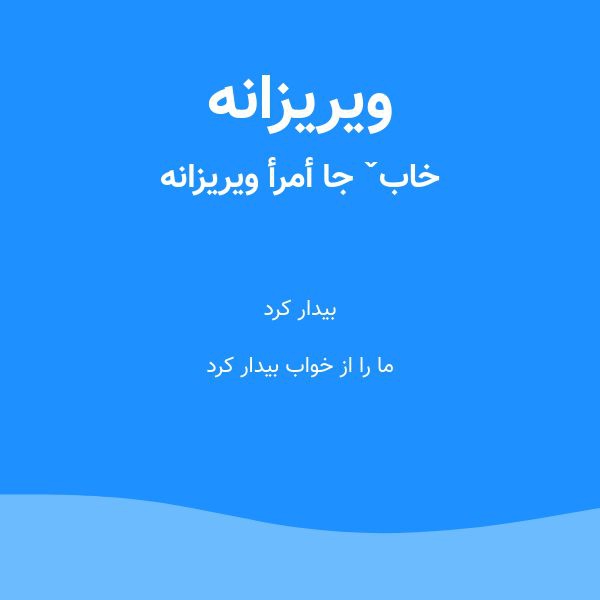 ویریزانه
خابˇ جا أمرأ ویریزانه
بیدار کرد
ما را از خواب بیدار کرد